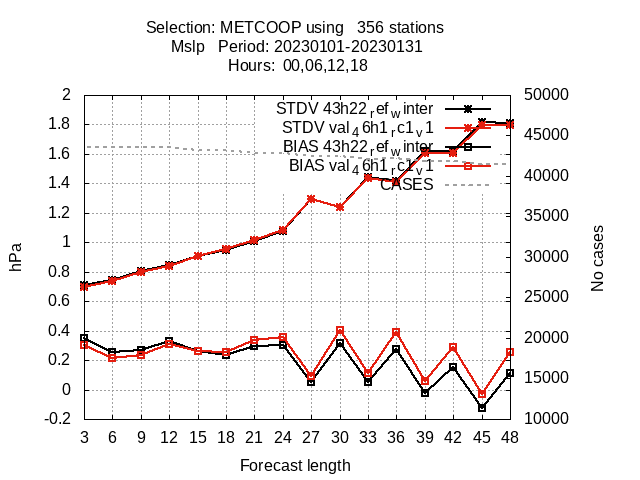 Selection: METCOOP using   356 stations
Mslp   Period: 20230101-20230131
Hours:  00,06,12,18
2
1.8
1.6
1.4
1.2
1
0.8
0.6
0.4
0.2
0
-0.2
hPa
STDV 43h22_ref_winter
STDV val_46h1_rc1_v1
BIAS 43h22_ref_winter
BIAS val_46h1_rc1_v1
CASES
50000
45000
40000
35000
30000
25000
20000
15000
10000
No cases
3 6 9 12 15 18 21 24 27 30 33 36 39 42 45 48
Forecast length